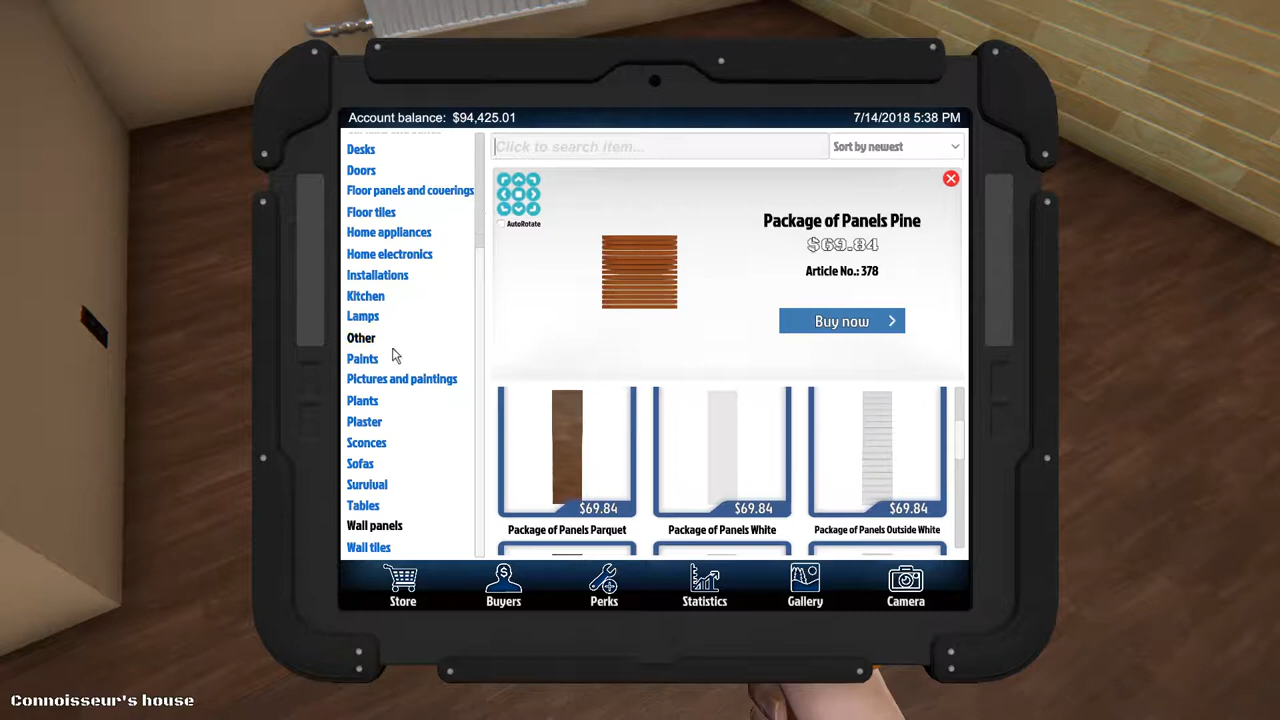 Account balance: $94,425.01
7/14/2018 5:38 PM
Desks
Doors
Floor panels and coverings
Floor tiles
Home appliances
Home electronics
Installations
Kitchen
Lamps
Other
Paints
Pictures and paintings
Plants
Plaster
Sconces
Sofas
Survival
Tables
Wall panels
Wall tiles
Click to search item...
Sort by newest
AutoRotate
Package of Panels Pine
$69.84
Article No.: 378
Buy now
$69.84
$69.84
$69.84
Package of Panels Parquet
Package of Panels White
Package of Panels Outside White
Store
Buyers
Perks
Statistics
Gallery
Camera
Connoisseur's house